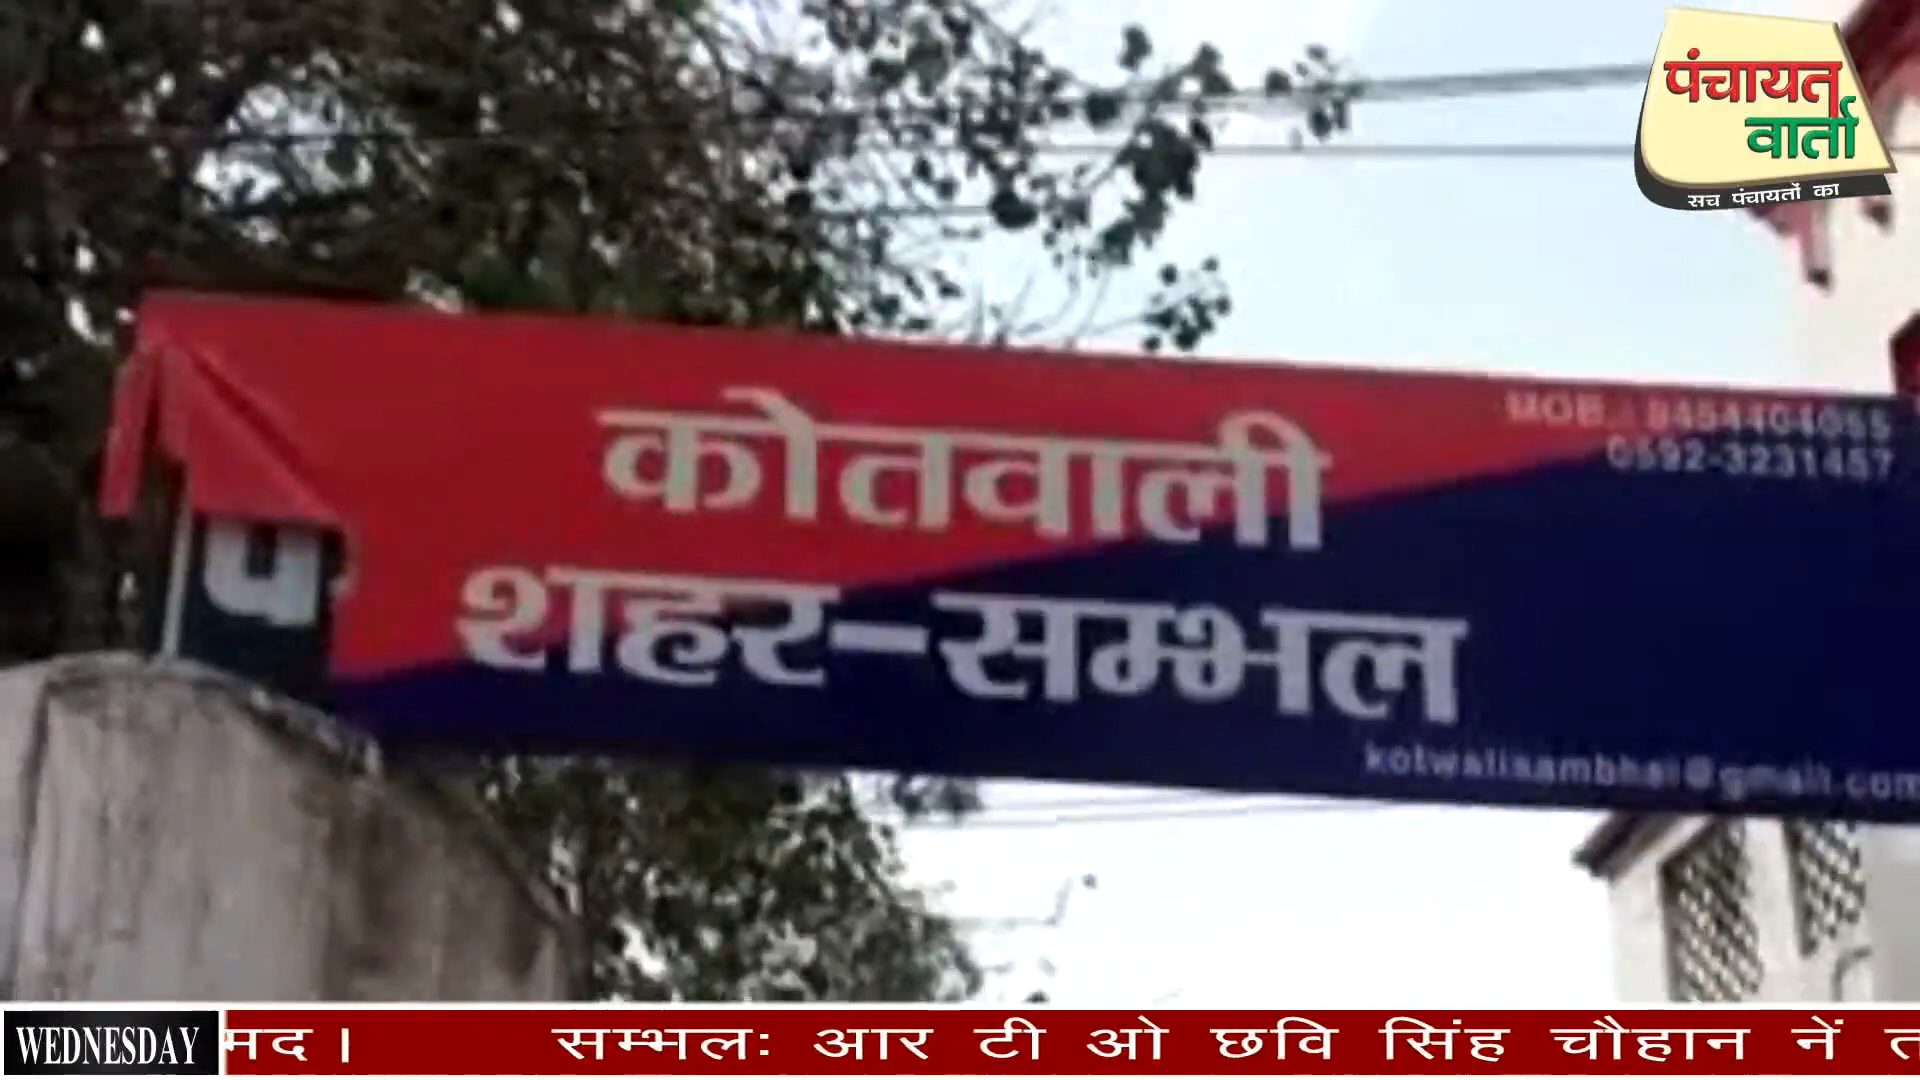 पंचायत
वार्ता
सच पंचायतों का
कोतवाली
शहर-सम्भल
MOB.: 9454404055
0592-3231457
kotwalisambhal@gmail.com
WEDNESDAY
मद । सम्भलः आर टी ओ छवि सिंह चौहान नें